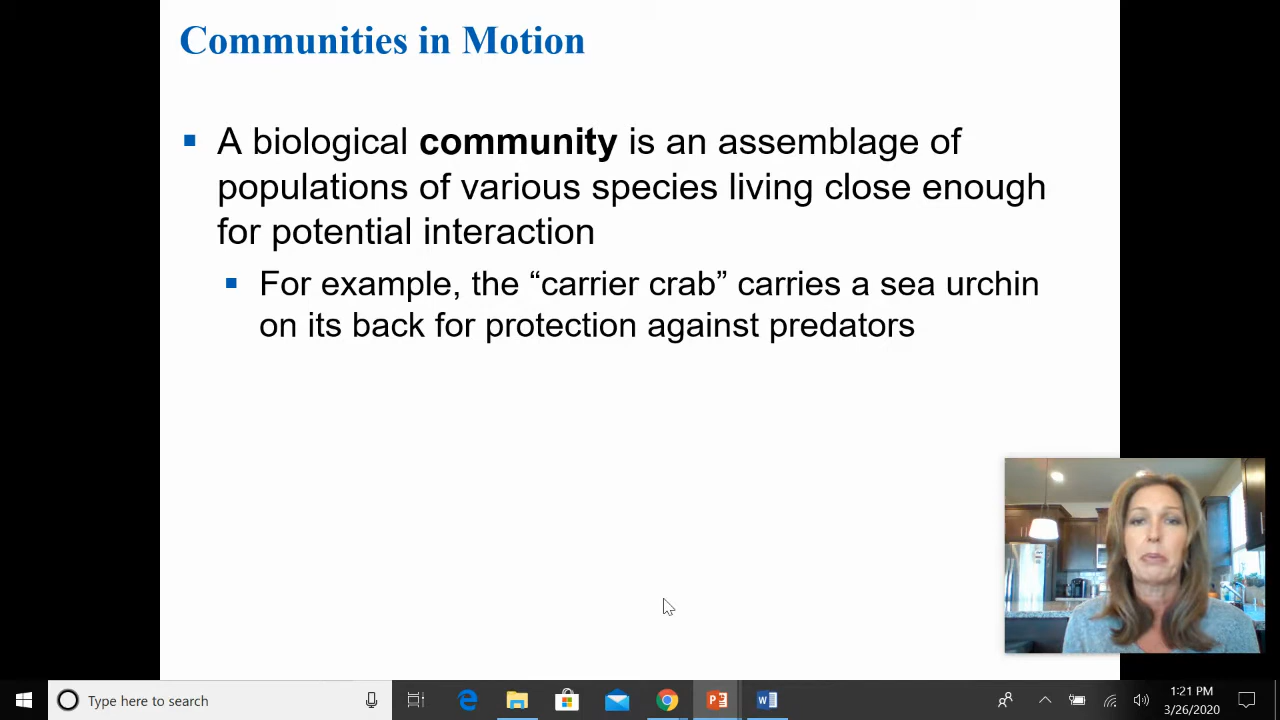 Communities in Motion
▪ A biological community is an assemblage of
populations of various species living close enough
for potential interaction
▪ For example, the “carrier crab” carries a sea urchin
on its back for protection against predators
Type here to search
1:21 PM
3/26/2020